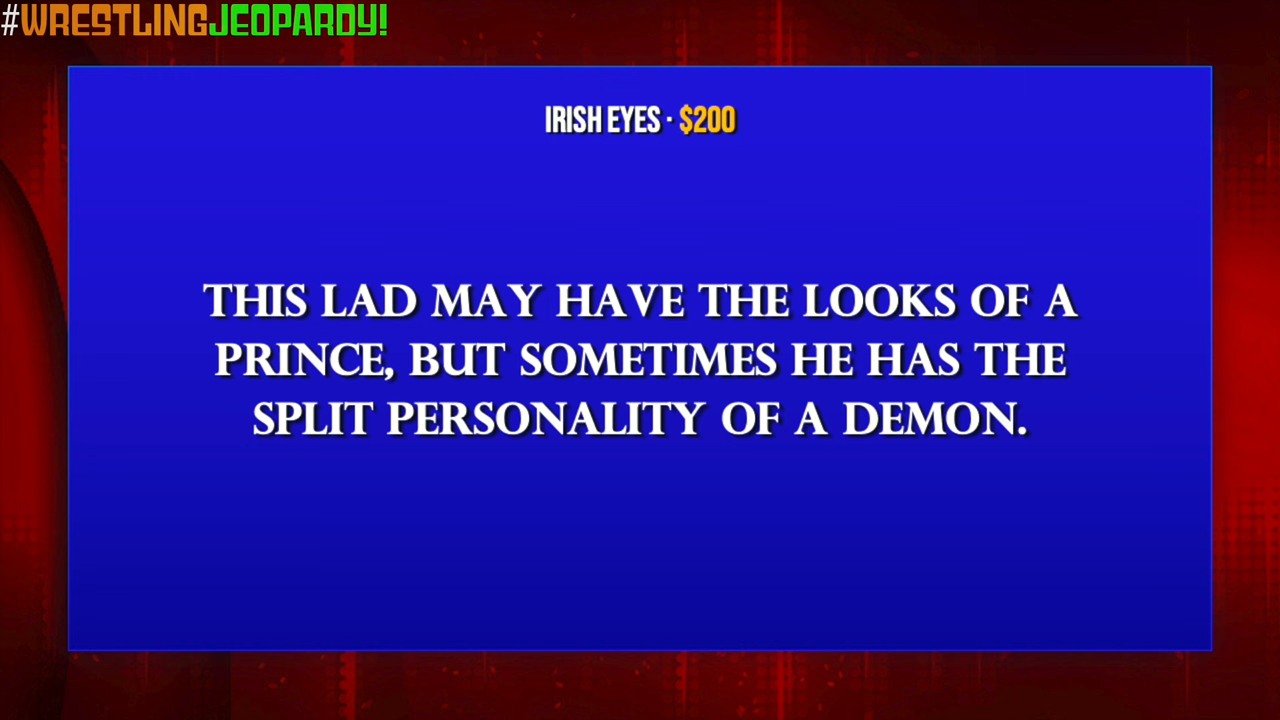 #WRESTLINGJEOPARDY!
IRISH EYES · $200
THIS LAD MAY HAVE THE LOOKS OF A
PRINCE, BUT SOMETIMES HE HAS THE
SPLIT PERSONALITY OF A DEMON.